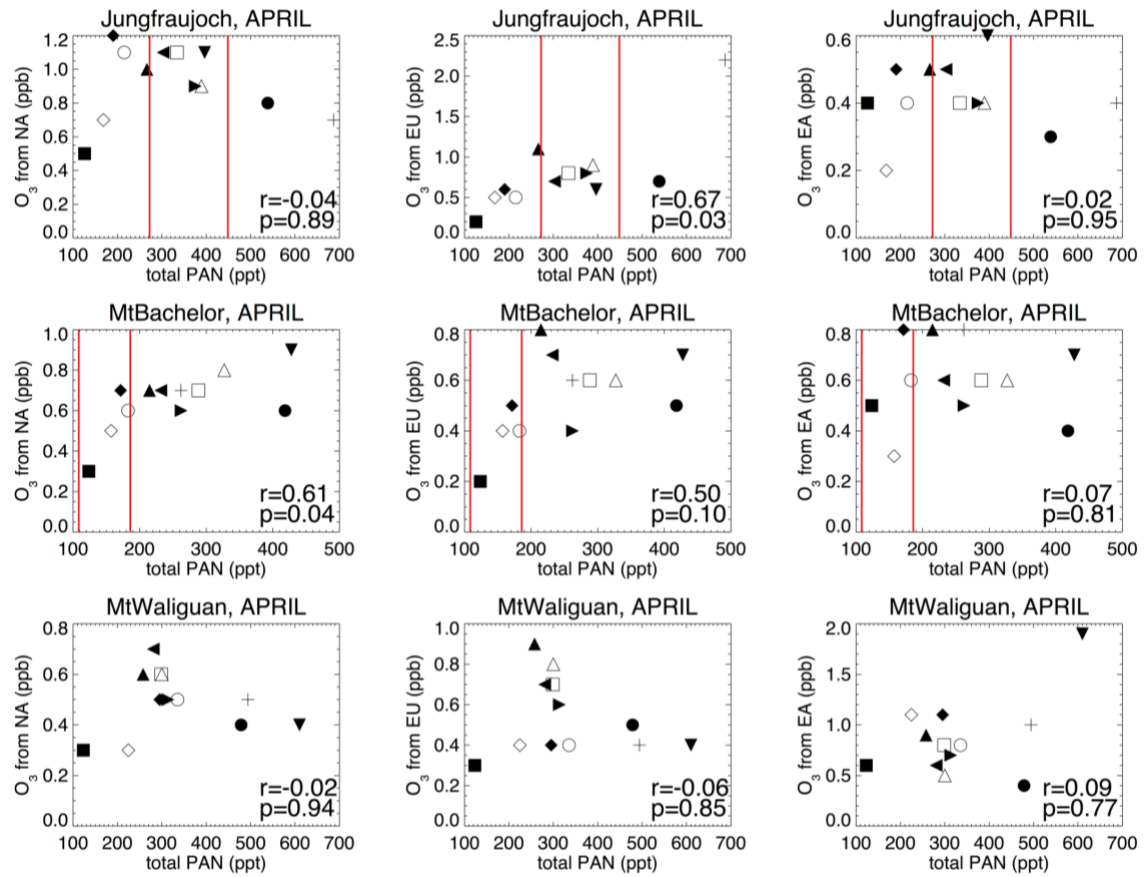 Jungfraujoch, APRIL
O3 from NA (ppb)
1.2
1.0
0.8
0.6
0.4
0.2
0.0
r=-0.04
p=0.89
100 200 300 400 500 600 700
total PAN (ppt)
Jungfraujoch, APRIL
O3 from EU (ppb)
2.5
2.0
1.5
1.0
0.5
0.0
r=0.67
p=0.03
100 200 300 400 500 600 700
total PAN (ppt)
Jungfraujoch, APRIL
O3 from EA (ppb)
0.6
0.4
0.2
0.0
r=0.02
p=0.95
100 200 300 400 500 600 700
total PAN (ppt)
MtBachelor, APRIL
O3 from NA (ppb)
1.0
0.8
0.6
0.4
0.2
0.0
r=0.61
p=0.04
100 200 300 400 500
total PAN (ppt)
MtBachelor, APRIL
O3 from EU (ppb)
0.8
0.6
0.4
0.2
0.0
r=0.50
p=0.10
100 200 300 400 500
total PAN (ppt)
MtBachelor, APRIL
O3 from EA (ppb)
0.8
0.6
0.4
0.2
0.0
r=0.07
p=0.81
100 200 300 400 500
total PAN (ppt)
MtWaliguan, APRIL
O3 from NA (ppb)
0.8
0.6
0.4
0.2
0.0
r=-0.02
p=0.94
100 200 300 400 500 600 700
total PAN (ppt)
MtWaliguan, APRIL
O3 from EU (ppb)
1.0
0.8
0.6
0.4
0.2
0.0
r=-0.06
p=0.85
100 200 300 400 500 600 700
total PAN (ppt)
MtWaliguan, APRIL
O3 from EA (ppb)
2.0
1.5
1.0
0.5
0.0
r=0.09
p=0.77
100 200 300 400 500 600 700
total PAN (ppt)